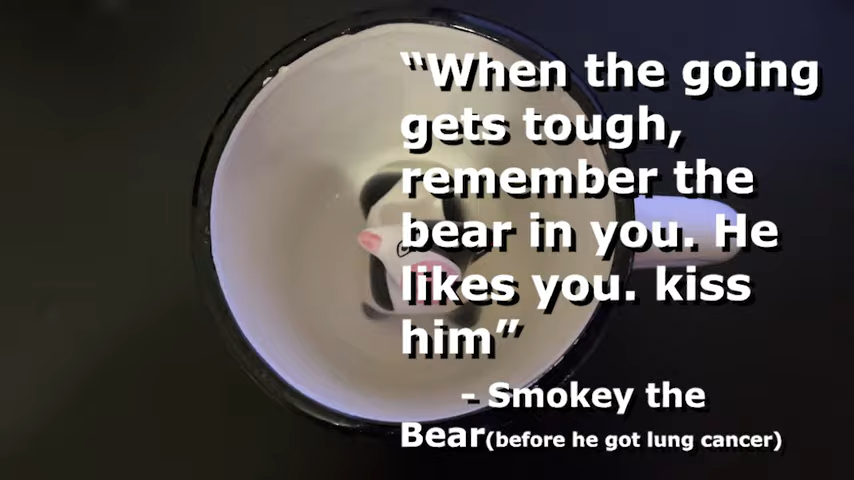 “When the going
gets tough,
remember the
bear in you. He
likes you. kiss
him”
- Smokey the
Bear(before he got lung cancer)